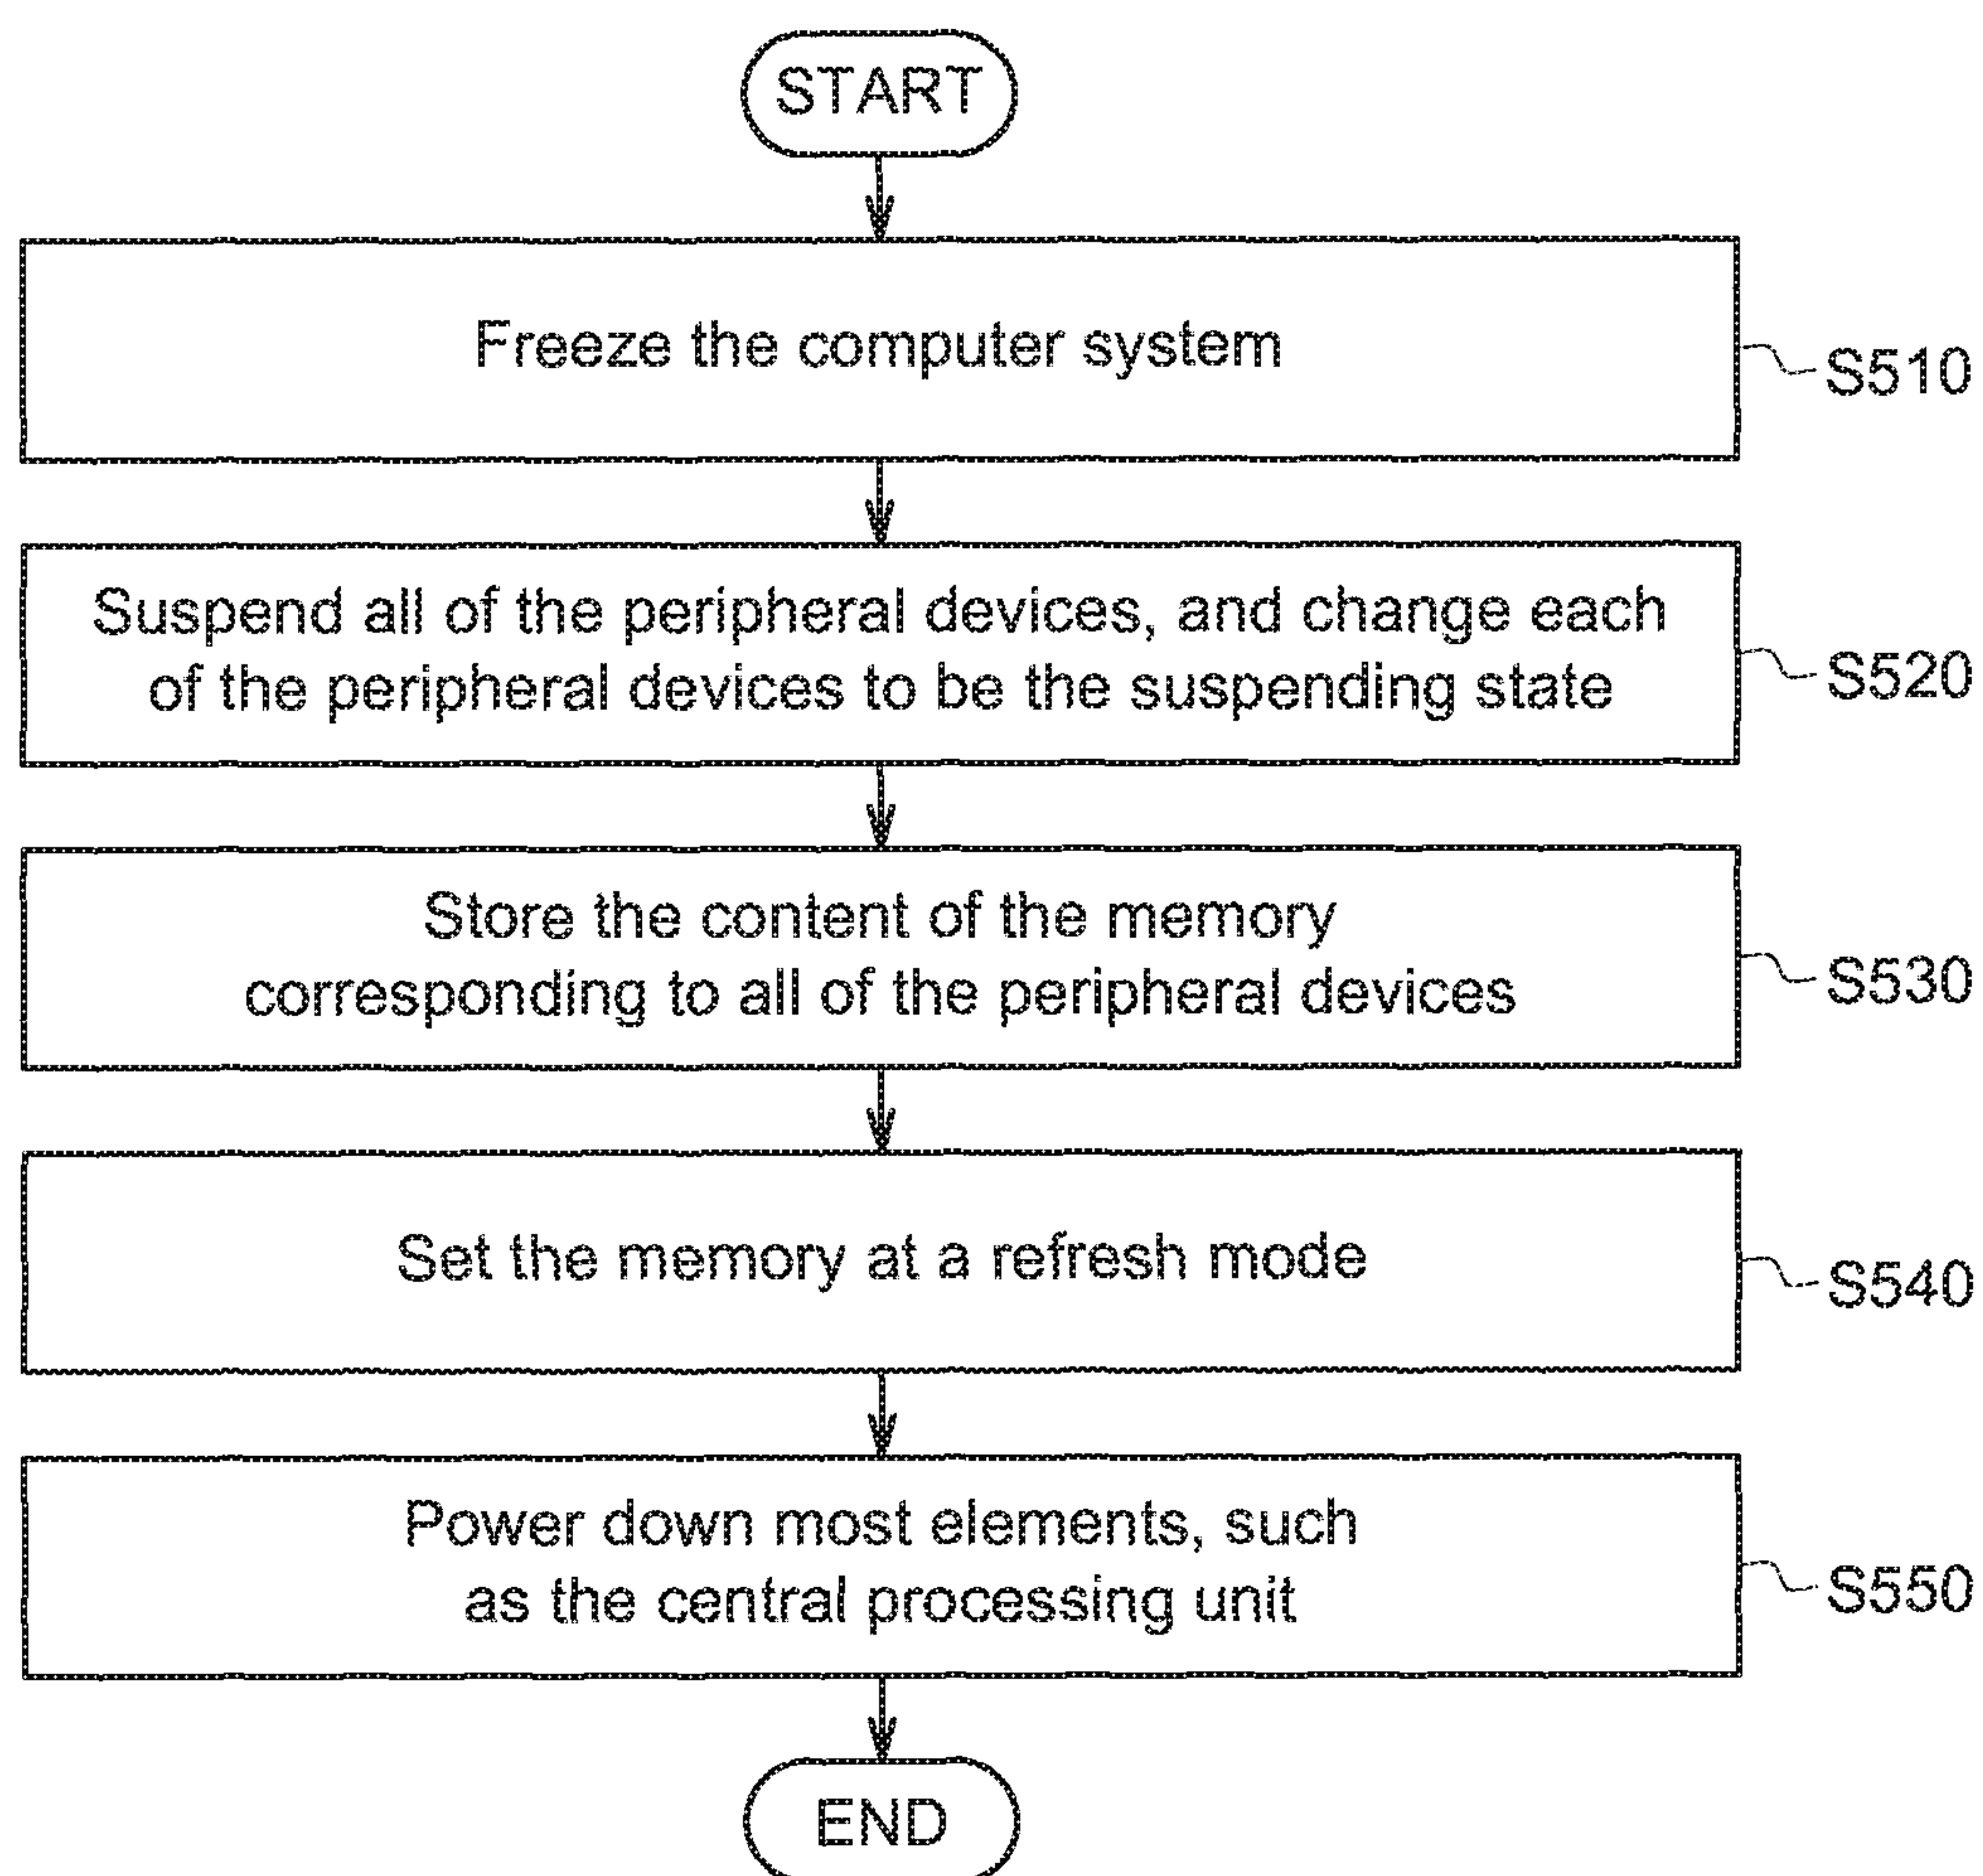 START
Freeze the computer system
S510
Suspend all of the peripheral devices, and change each
of the peripheral devices to be the suspending state
S520
Store the content of the memory
corresponding to all of the peripheral devices
S530
Set the memory at a refresh mode
S540
Power down most elements, such
as the central processing unit
S550
END